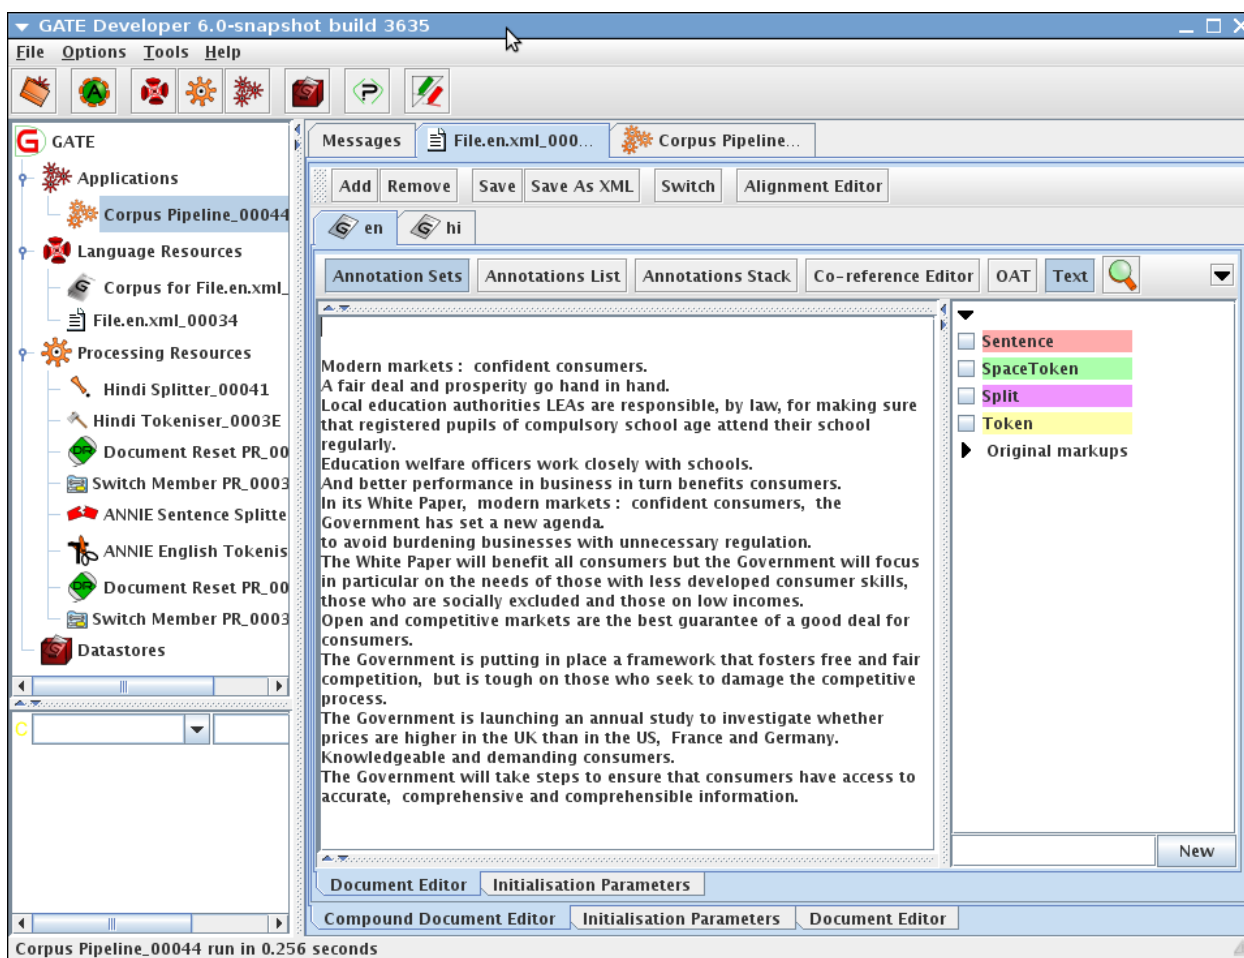 GATE Developer 6.0-snapshot build 3635
File Options Tools Help
GATE
Applications
Corpus Pipeline_00044
Language Resources
Corpus for File.en.xml_
File.en.xml_00034
Processing Resources
Hindi Splitter_00041
Hindi Tokeniser_0003E
Document Reset PR_00
Switch Member PR_0003
ANNIE Sentence Splitte
ANNIE English Tokenis
Document Reset PR_00
Switch Member PR_0003
Datastores
C
Messages File.en.xml_000... Corpus Pipeline...
Add Remove Save Save As XML Switch Alignment Editor
en hi
Annotation Sets Annotations List Annotations Stack Co-reference Editor OAT Text
Modern markets : confident consumers.
A fair deal and prosperity go hand in hand.
Local education authorities LEAs are responsible, by law, for making sure
that registered pupils of compulsory school age attend their school
regularly.
Education welfare officers work closely with schools.
And better performance in business in turn benefits consumers.
In its White Paper, modern markets : confident consumers, the
Government has set a new agenda.
to avoid burdening businesses with unnecessary regulation.
The White Paper will benefit all consumers but the Government will focus
in particular on the needs of those with less developed consumer skills,
those who are socially excluded and those on low incomes.
Open and competitive markets are the best guarantee of a good deal for
consumers.
The Government is putting in place a framework that fosters free and fair
competition, but is tough on those who seek to damage the competitive
process.
The Government is launching an annual study to investigate whether
prices are higher in the UK than in the US, France and Germany.
Knowledgeable and demanding consumers.
The Government will take steps to ensure that consumers have access to
accurate, comprehensive and comprehensible information.
Sentence
SpaceToken
Split
Token
Original markups
New
Document Editor Initialisation Parameters
Compound Document Editor Initialisation Parameters Document Editor
Corpus Pipeline_00044 run in 0.256 seconds